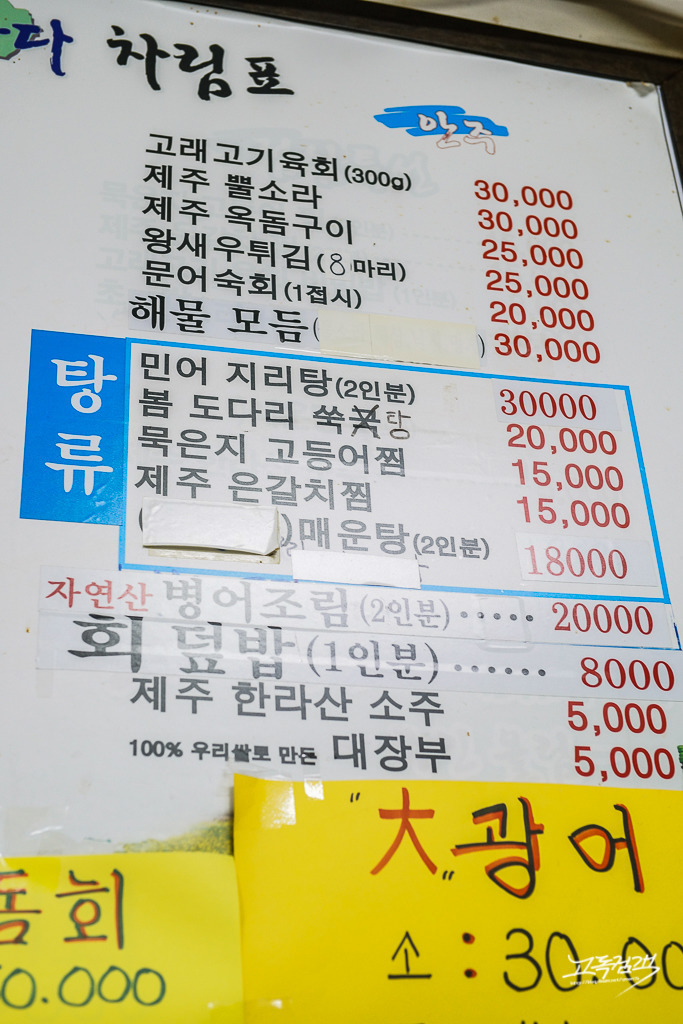 다 차림표
안주
고래고기육회(300g) 30,000
제주 뿔소라 30,000
제주 옥돔구이 25,000
왕새우튀김(8마리) 25,000
문어숙회(1접시) 20,000
해물 모듬( ) 30,000
탕류
민어 지리탕(2인분) 30000
봄 도다리 쑥탕 20,000
묵은지 고등어찜 15,000
제주 은갈치찜 15,000
( )매운탕(2인분) 18000
자연산 병어조림(2인분)····· 20000
회 덮밥(1인분)...... 8000
제주 한라산 소주 5,000
100% 우리쌀로 만든 대장부 5,000
"大" 광어
소 : 30.00
돔회
0.000
고독검객